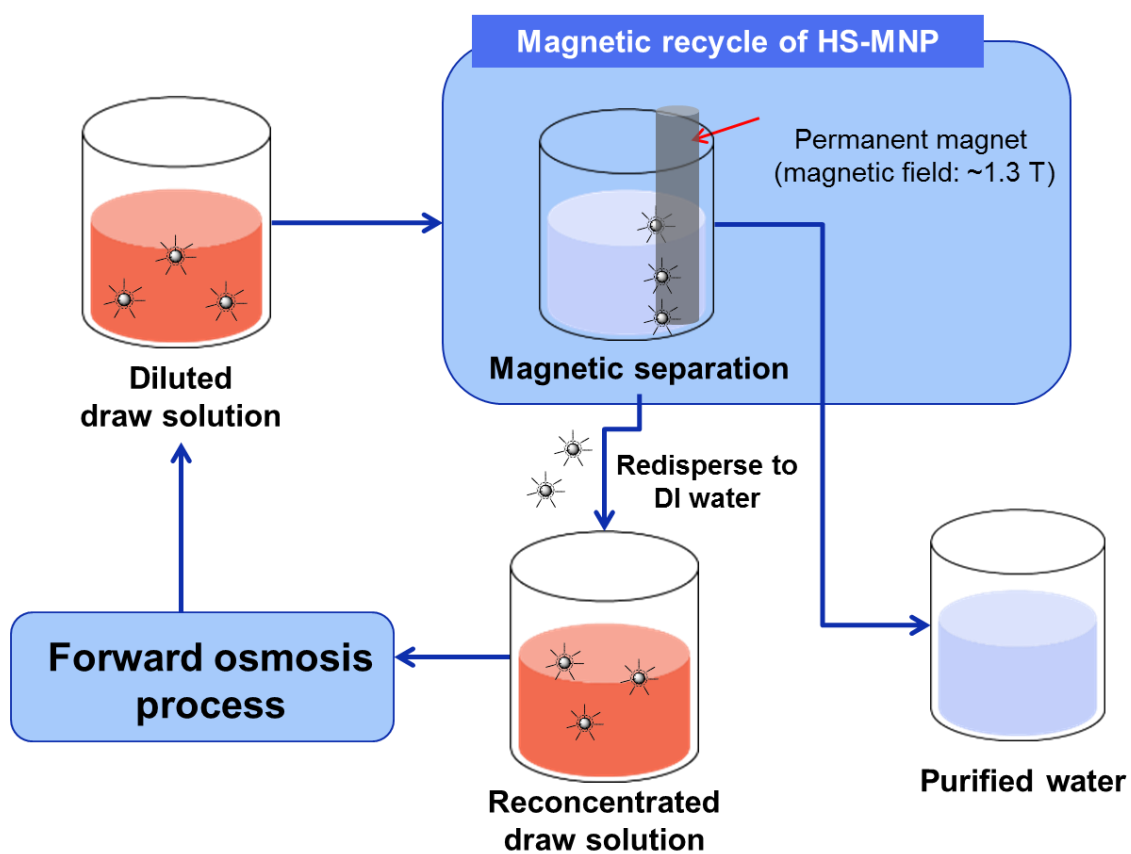 Magnetic recycle of HS-MNP
Permanent magnet
(magnetic field: ~1.3 T)
Diluted
draw solution
Magnetic separation
Redisperse to
DI water
Forward osmosis
process
Reconcentrated
draw solution
Purified water